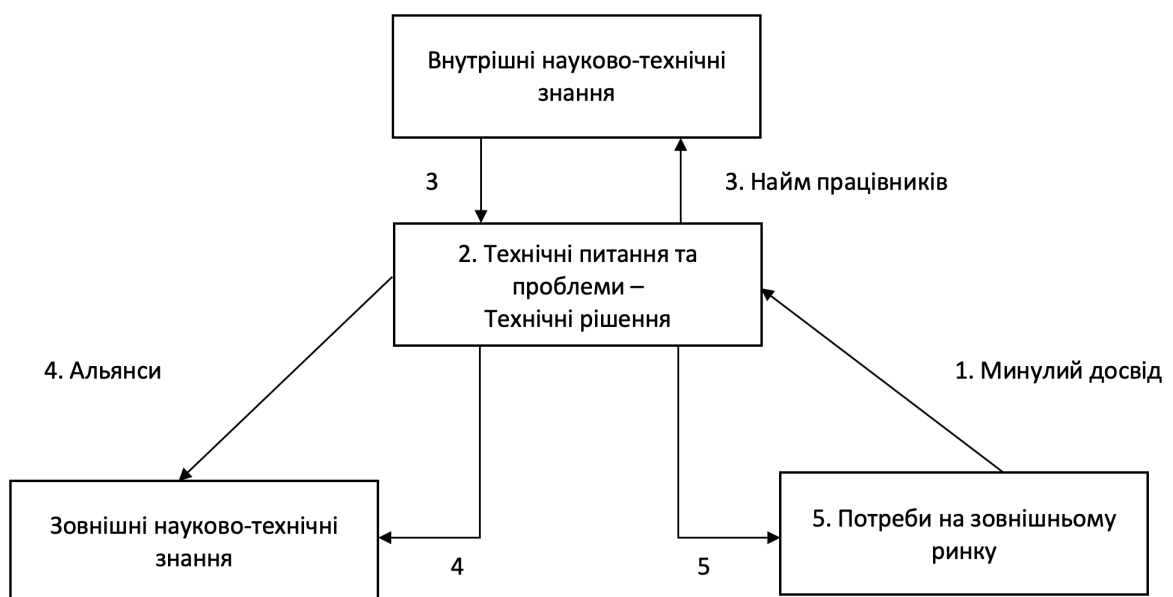 Внутрішні науково-технічні
знання
3
3. Найм працівників
2. Технічні питання та
проблеми –
Технічні рішення
4. Альянси
1. Минулий досвід
Зовнішні науково-технічні
знання
4
5
5. Потреби на зовнішньому
ринку